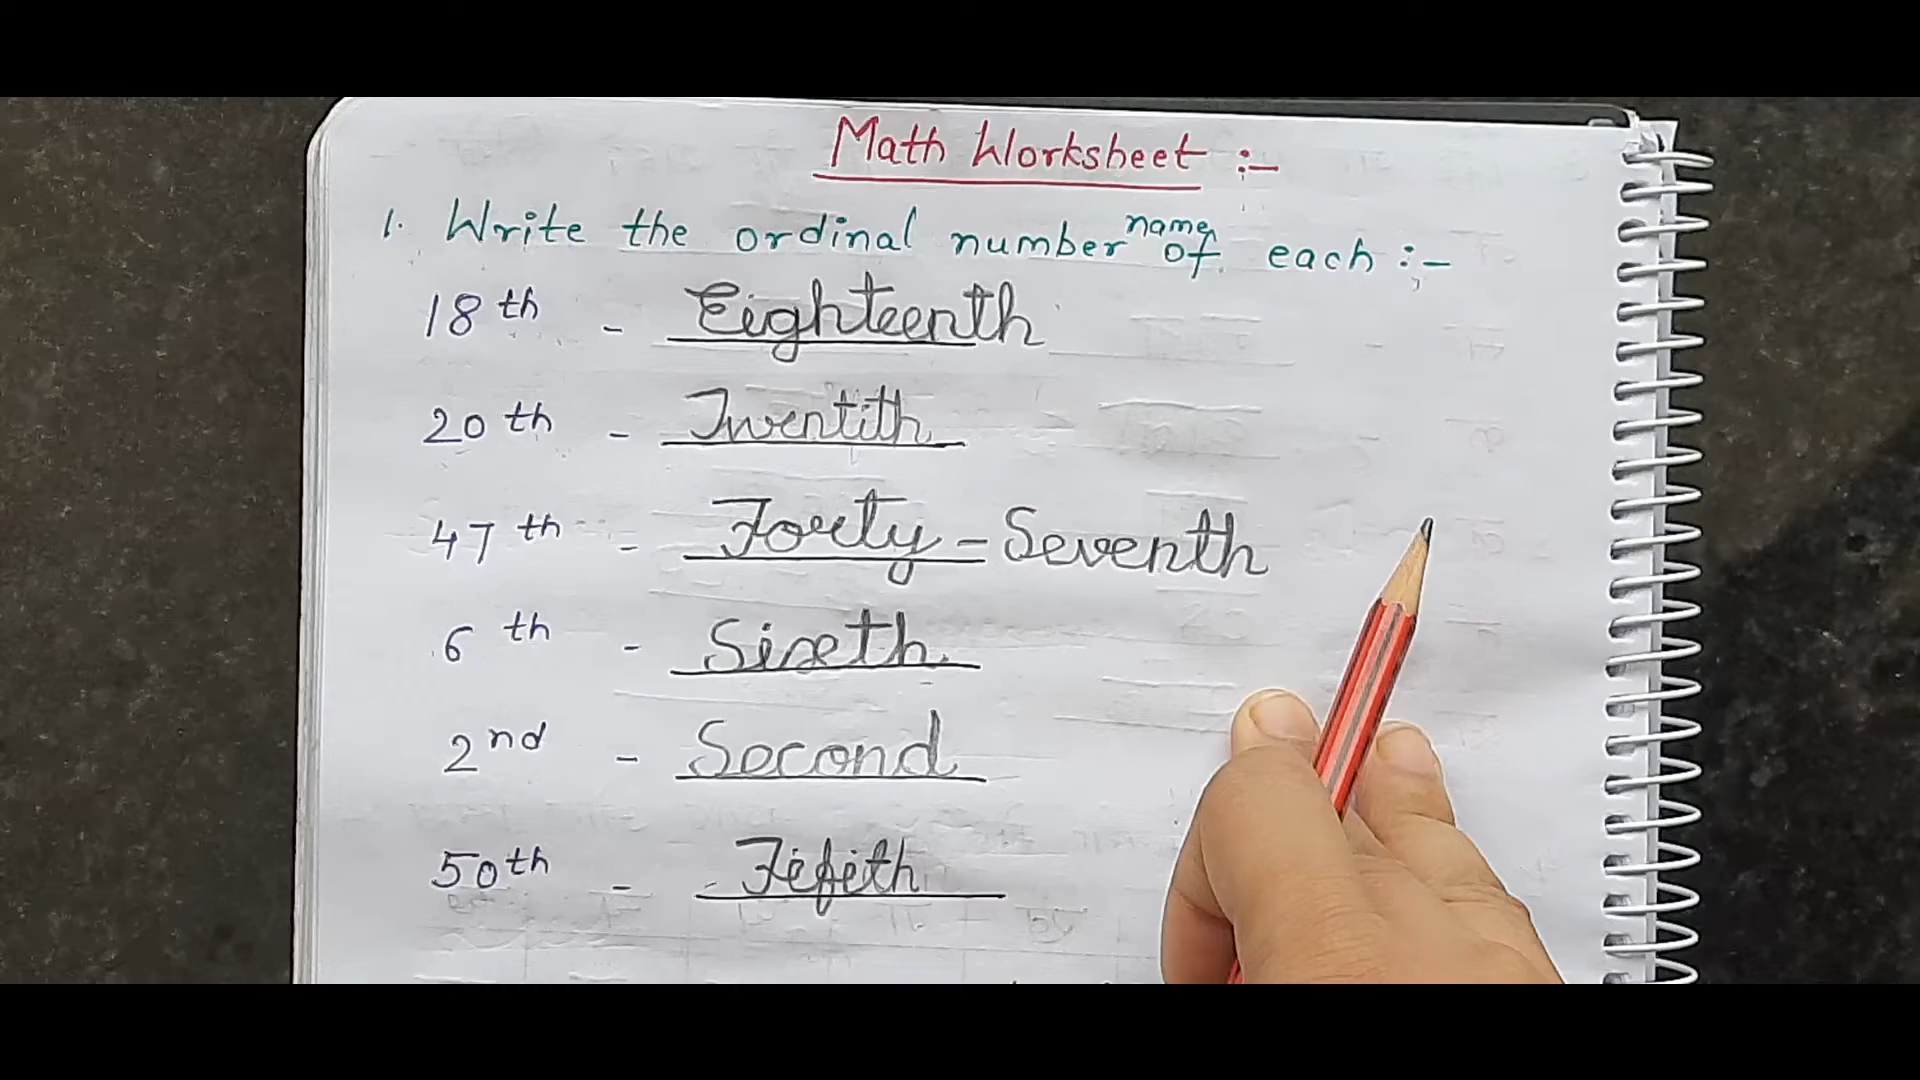 Math Worksheet :-
1. Write the ordinal number name of each :-
18th - Eighteenth
20th - Twentith
47th - Forty-Seventh
6th - Sixth
2nd - Second
50th - Fifith